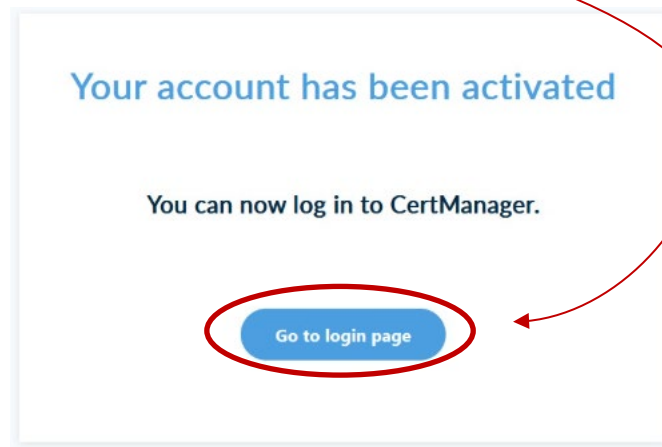 Your account has been activated
You can now log in to CertManager.
Go to login page